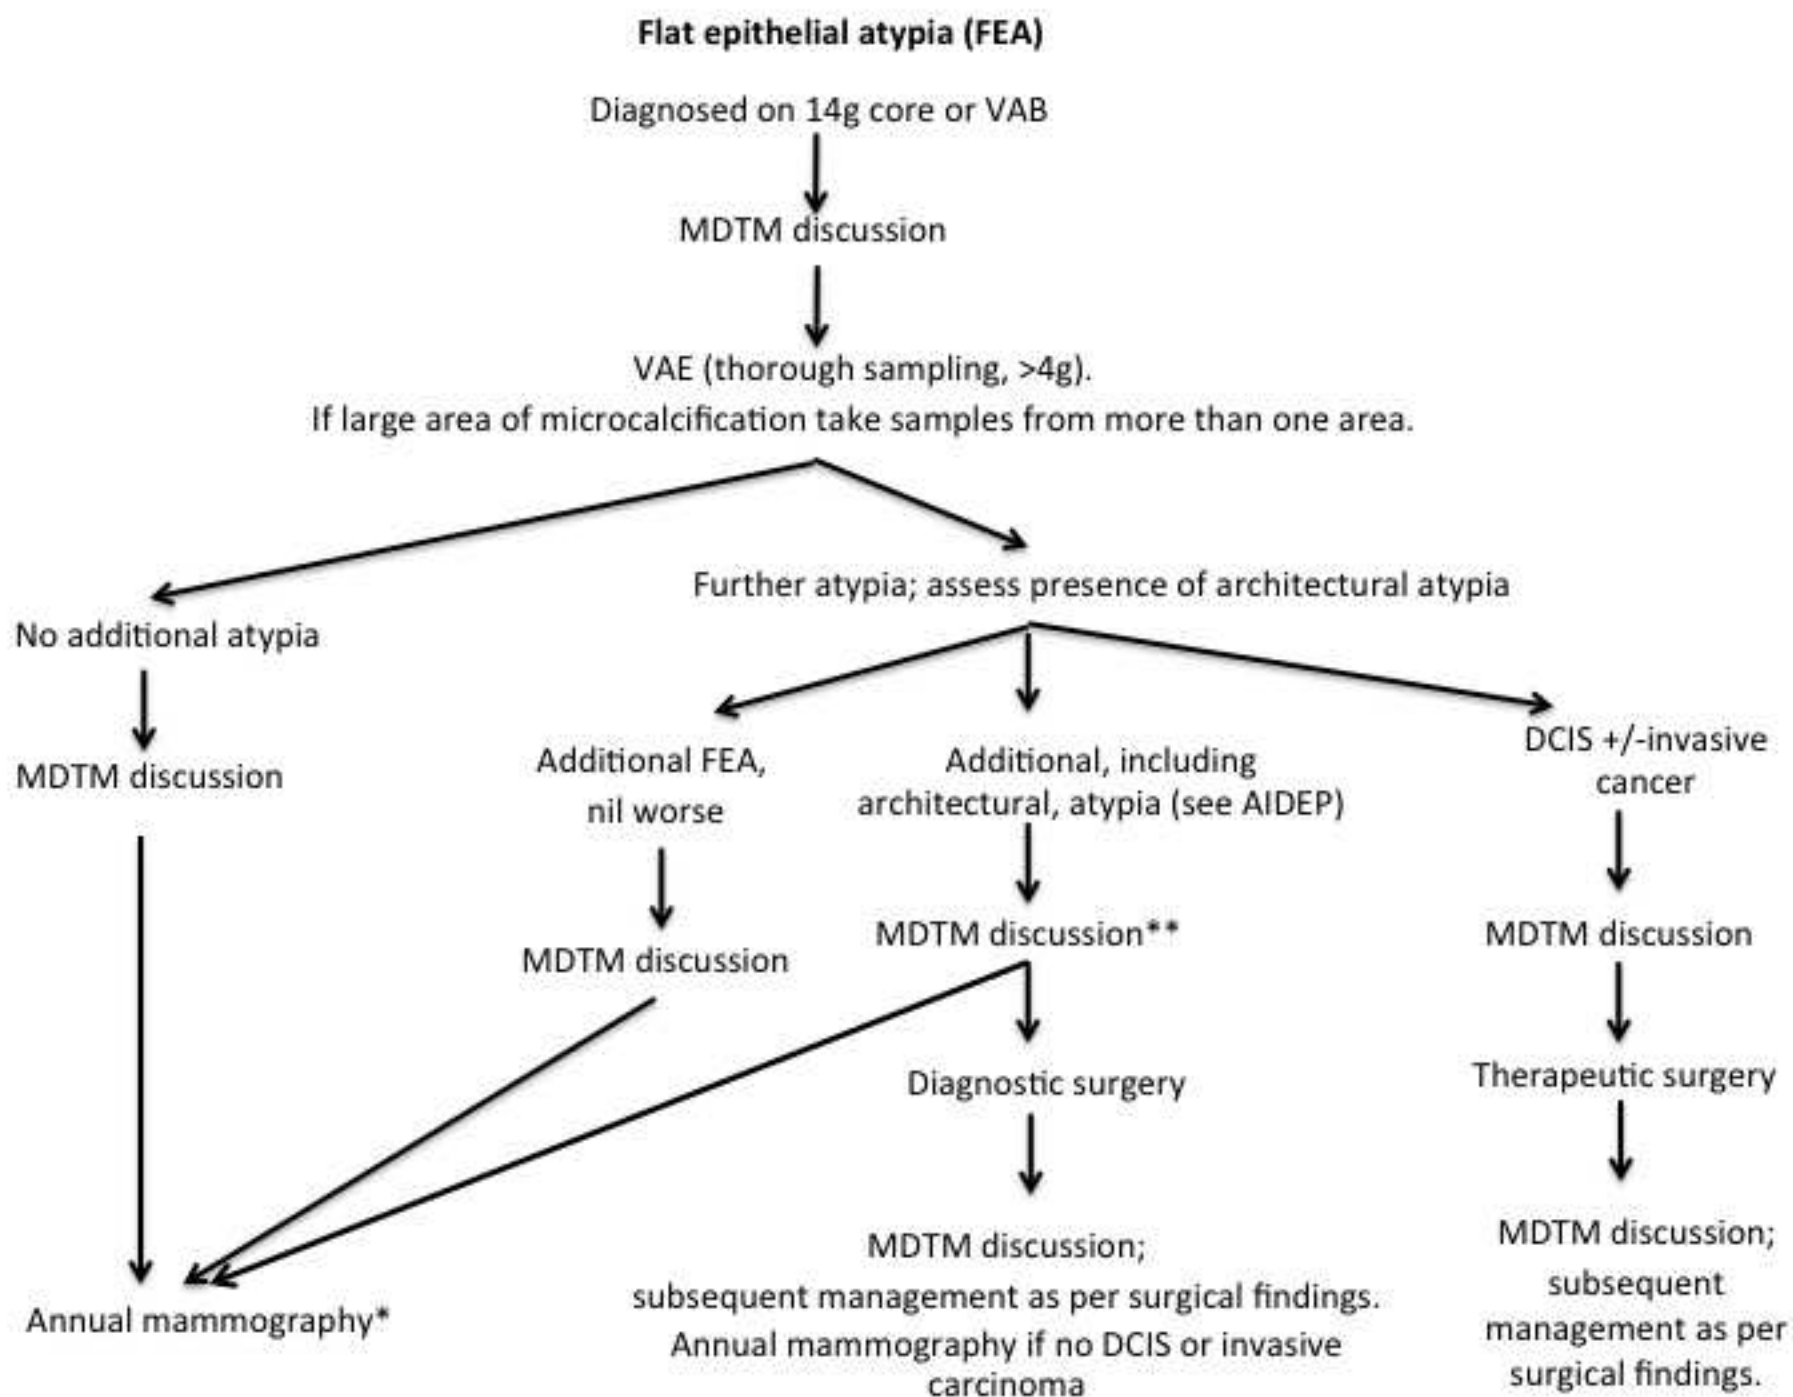 Flat epithelial atypia (FEA)
Diagnosed on 14g core or VAB
MDTM discussion
VAE (thorough sampling, >4g).
If large area of microcalcification take samples from more than one area.
Further atypia; assess presence of architectural atypia
No additional atypia
MDTM discussion
Additional FEA,
nil worse
Additional, including
architectural, atypia (see AIDEP)
DCIS +/-invasive
cancer
MDTM discussion
MDTM discussion**
MDTM discussion
Diagnostic surgery
Therapeutic surgery
Annual mammography*
MDTM discussion;
subsequent management as per surgical findings.
Annual mammography if no DCIS or invasive
carcinoma
MDTM discussion;
subsequent
management as per
surgical findings.